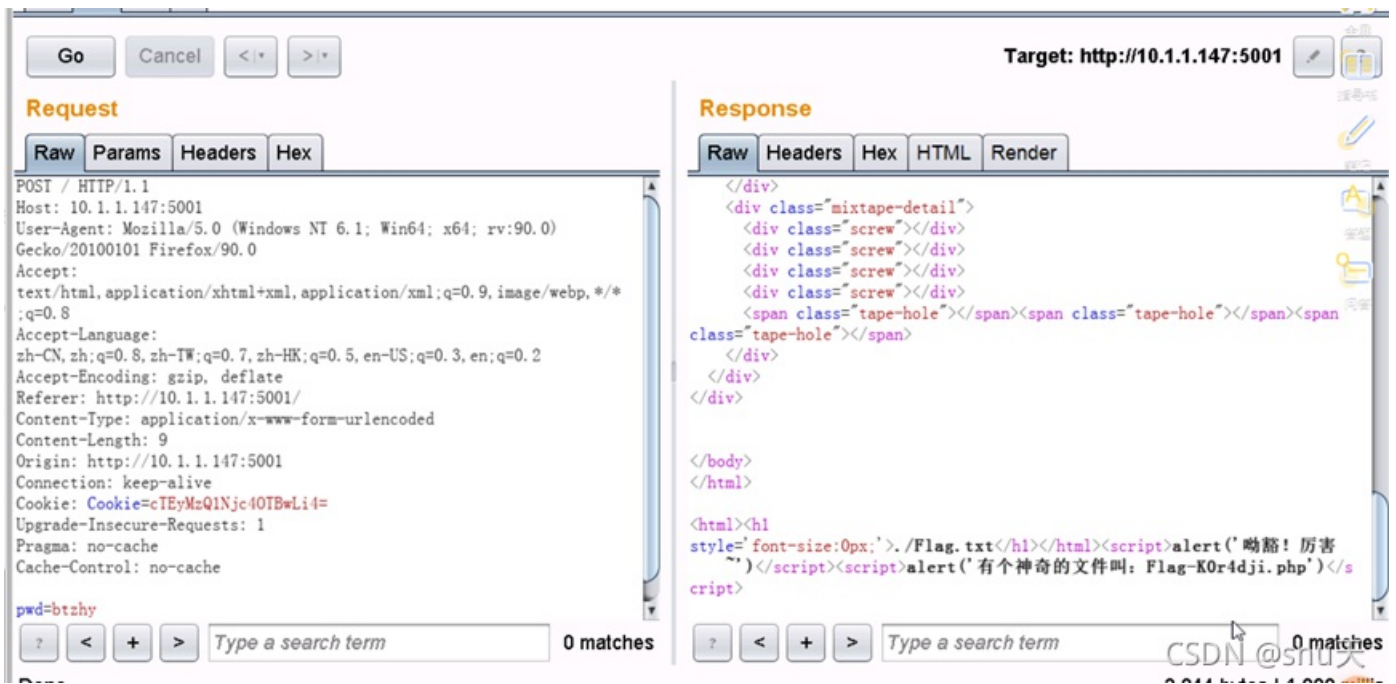 Go
Cancel
<
>
Target: http://10.1.1.147:5001
Request
Response
Raw Params Headers Hex
Raw Headers Hex HTML Render
POST / HTTP/1.1
Host: 10.1.1.147:5001
User-Agent: Mozilla/5.0 (Windows NT 6.1; Win64; x64; rv:90.0)
Gecko/20100101 Firefox/90.0
Accept:
text/html,application/xhtml+xml,application/xml;q=0.9,image/webp,*/*
;q=0.8
Accept-Language:
zh-CN,zh;q=0.8,zh-TW;q=0.7,zh-HK;q=0.5,en-US;q=0.3,en;q=0.2
Accept-Encoding: gzip, deflate
Referer: http://10.1.1.147:5001/
Content-Type: application/x-www-form-urlencoded
Content-Length: 9
Origin: http://10.1.1.147:5001
Connection: keep-alive
Cookie: Cookie=cTEyMzQ1Njc4OTBwLi4=
Upgrade-Insecure-Requests: 1
Pragma: no-cache
Cache-Control: no-cache
pwd=btzhy
</div>
<div class="mixtape-detail">
<div class="screw"></div>
<div class="screw"></div>
<div class="screw"></div>
<div class="screw"></div>
<span class="tape-hole"></span><span
class="tape-hole"></span>
</div>
</div>
</div>
</body>
</html>
<html><h1
style='font-size:0px;'>./Flag.txt</h1></html><script>alert('呦豁！厉害
~')</script><script>alert('有个神奇的文件叫：Flag-K0r4dji.php')</s
cript>
? < + > Type a search term 0 matches
? < + > Type a search term 0 matches
CSDN @shu天